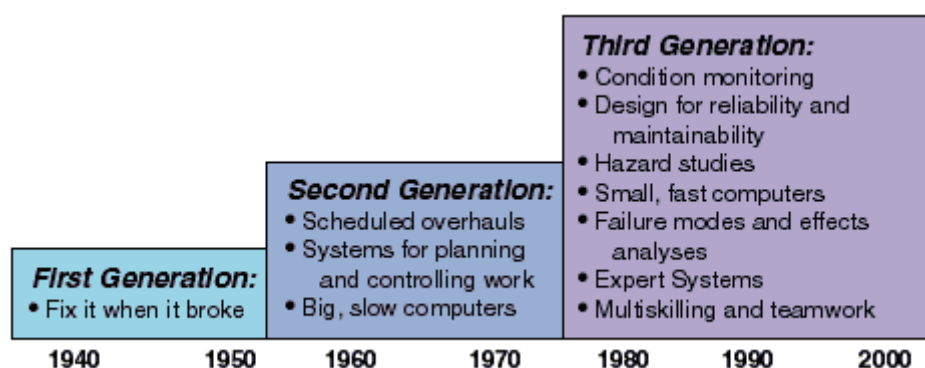 First Generation:
• Fix it when it broke
Second Generation:
• Scheduled overhauls
• Systems for planning
and controlling work
• Big, slow computers
Third Generation:
• Condition monitoring
• Design for reliability and
maintainability
• Hazard studies
• Small, fast computers
• Failure modes and effects
analyses
• Expert Systems
• Multiskilling and teamwork
1940 1950 1960 1970 1980 1990 2000